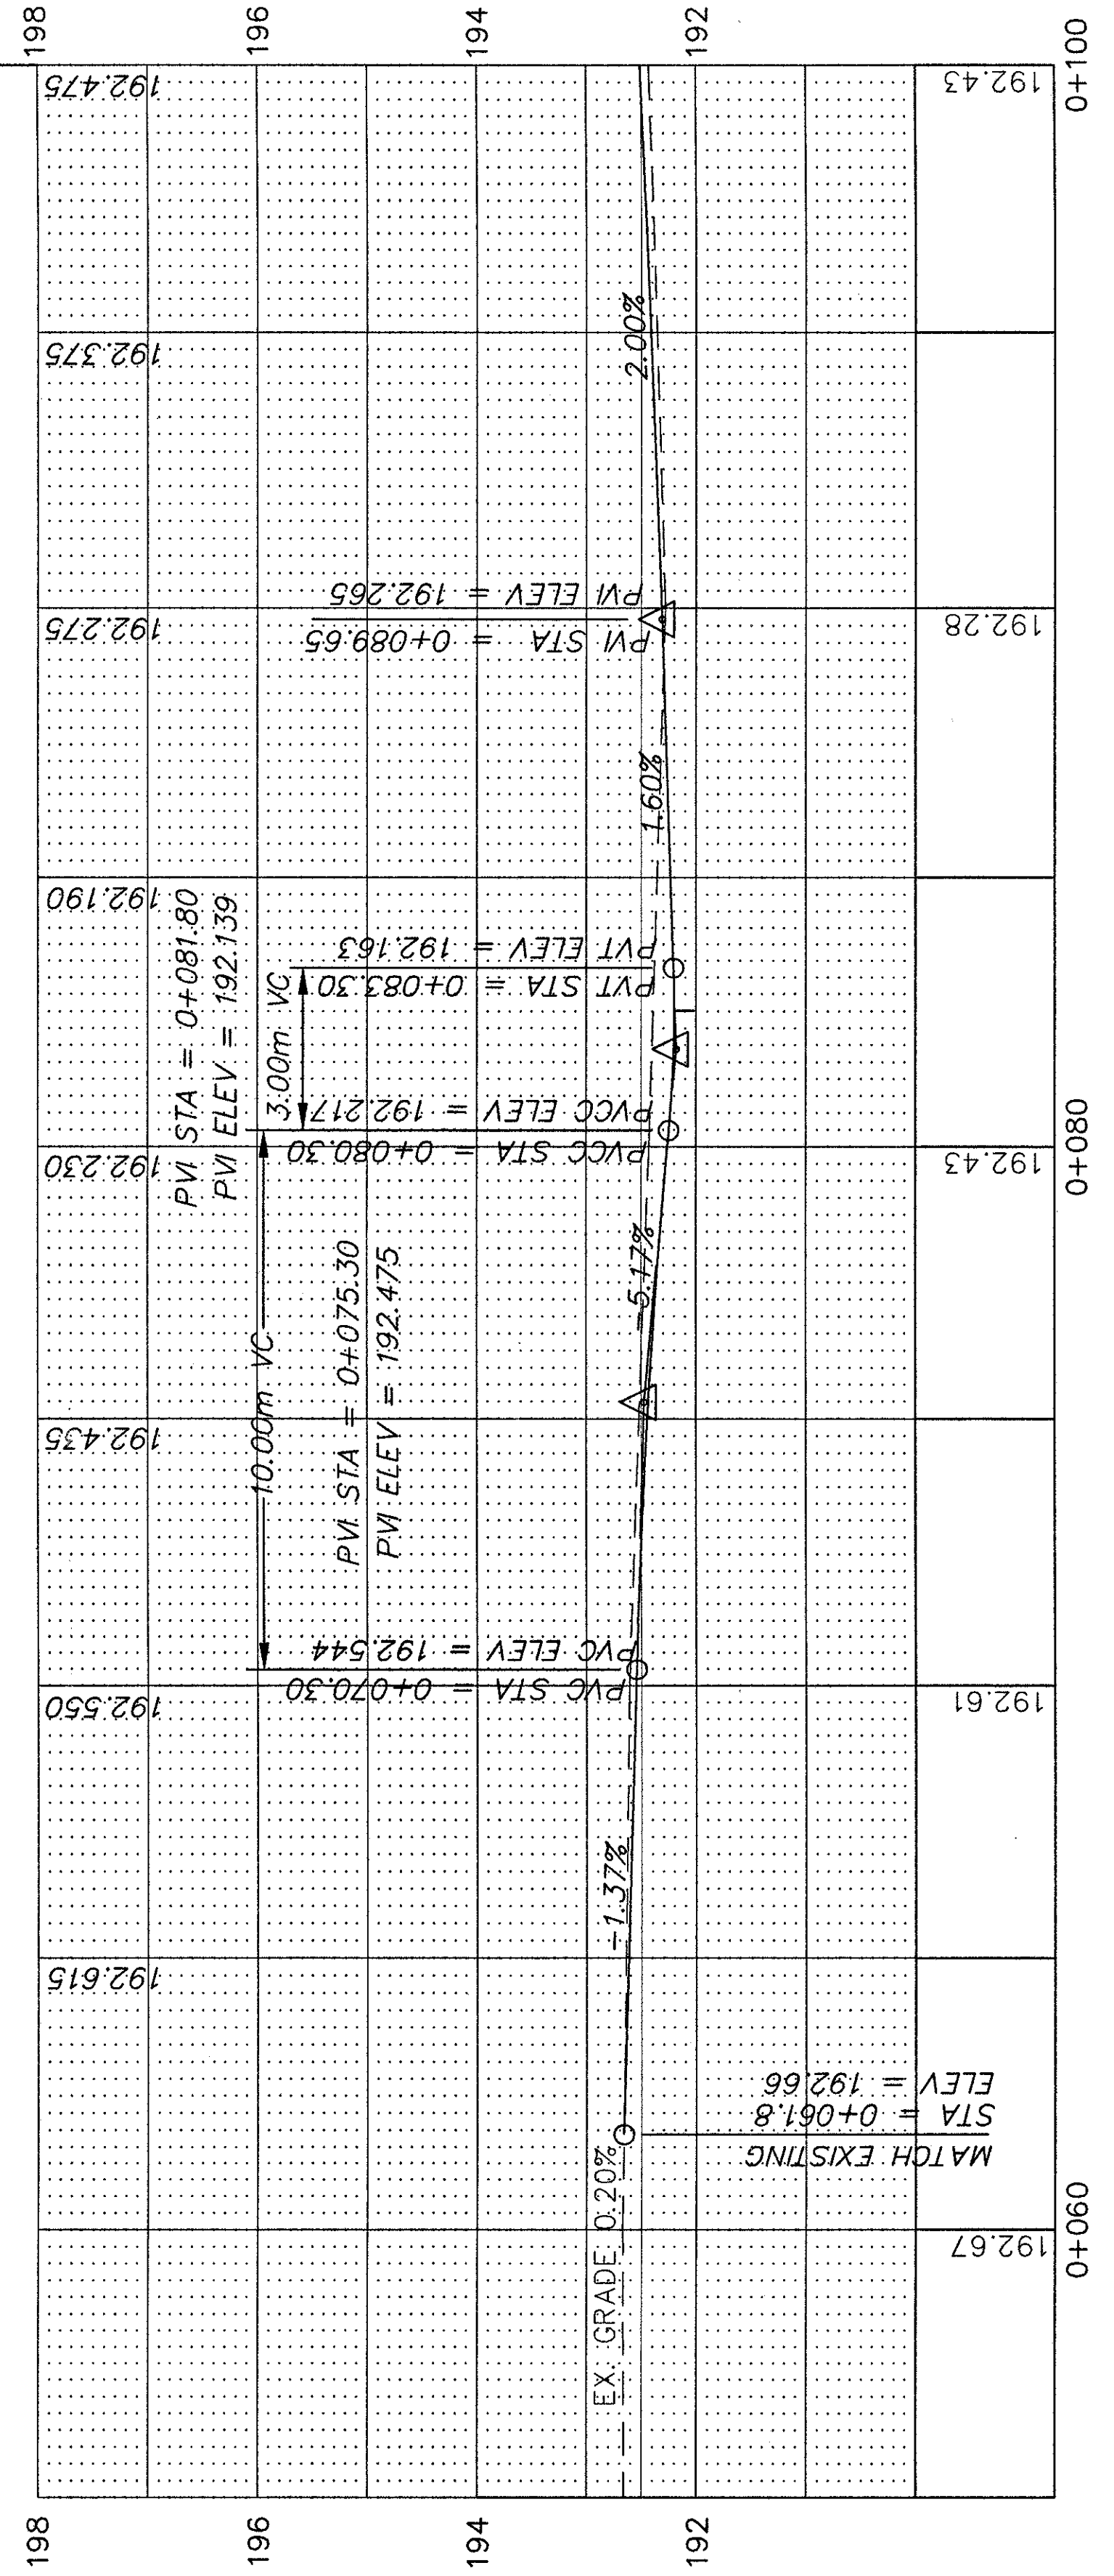 198
196
194
192
198
196
194
192
192.615
192.550
192.435
192.230
192.190
192.275
192.375
192.475
EX. GRADE 0.20%
-1.37%
-5.17%
1.60%
2.00%
MATCH EXISTING
STA = 0+061.8
ELEV = 192.66
PVC STA = 0+070.30
PVC ELEV = 192.544
10.00m VC
PVI STA = 0+075.30
PVI ELEV = 192.475
PVCC STA = 0+080.30
PVCC ELEV = 192.217
3.00m VC
PVI STA = 0+081.80
PVI ELEV = 192.139
PVT STA = 0+083.30
PVT ELEV = 192.163
PVI STA = 0+089.65
PVI ELEV = 192.265
192.67
192.61
192.43
192.28
192.43
0+060
0+080
0+100